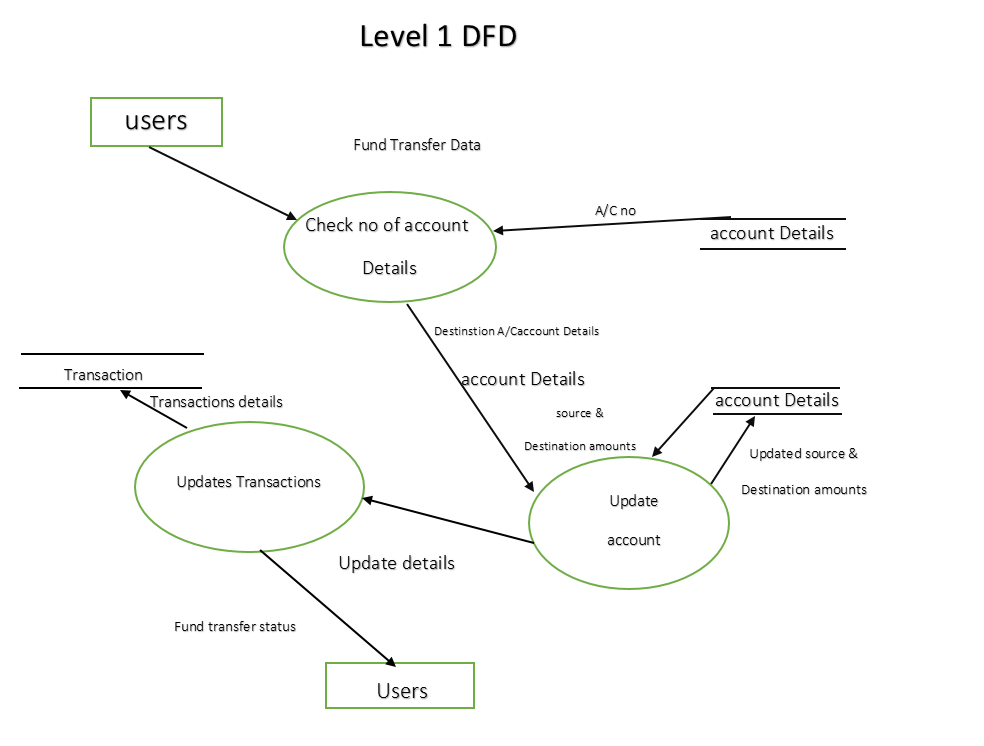 Level 1 DFD
users
Fund Transfer Data
A/C no
Check no of account
Details
account Details
Destinstion A/Caccount Details
account Details
Transaction
Transactions details
source &
Destination amounts
account Details
Updated source &
Destination amounts
Updates Transactions
Update
account
Update details
Fund transfer status
Users